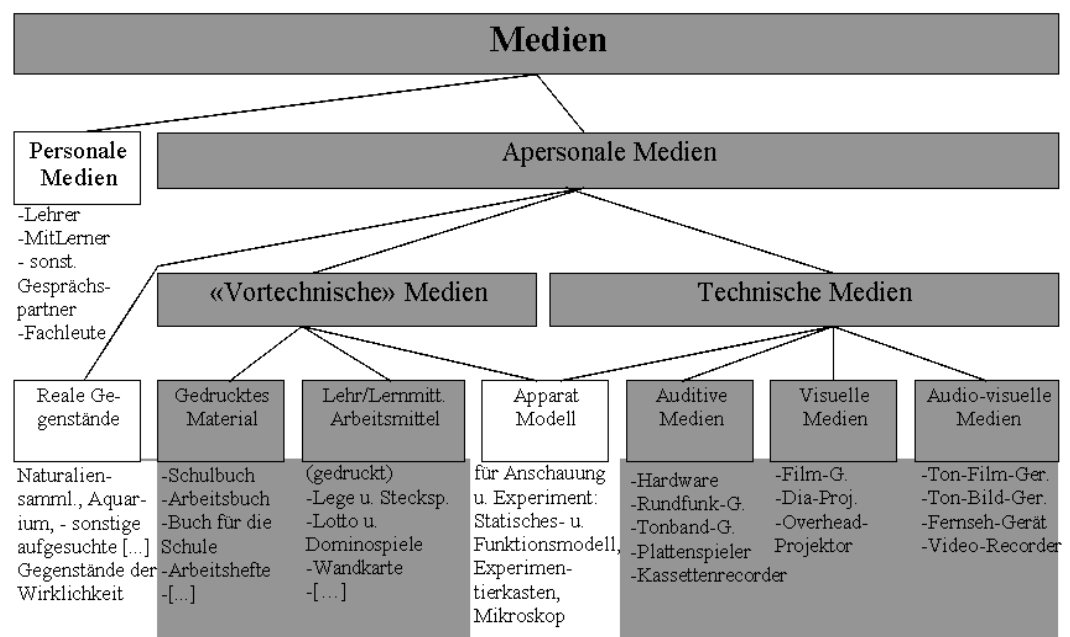 Medien
Personale
Medien
Apersonale Medien
-Lehrer
-MitLerner
- sonst.
Gesprächs-
partner
-Fachleute
«Vortechnische» Medien
Technische Medien
Reale Ge-
genstände
Naturalien-
samml., Aquar-
ium, - sonstige
aufgesuchte [...]
Gegenstände der
Wirklichkeit
Gedrucktes
Material
-Schulbuch
-Arbeitsbuch
-Buch für die
Schule
-Arbeitshefte
-[...]
Lehr/Lernmitt.
Arbeitsmittel
(gedruckt)
-Lege u. Stecksp.
-Lotto u.
Dominospiele
-Wandkarte
-[...]
Apparat
Modell
für Anschauung
u. Experiment:
Statisches- u.
Funktionsmodell,
Experimen-
tierkasten,
Mikroskop
Auditive
Medien
-Hardware
-Rundfunk-G.
-Tonband-G.
-Plattenspieler
-Kassettenrecorder
Visuelle
Medien
-Film-G.
-Dia-Proj.
-Overhead-
Projektor
Audio-visuelle
Medien
-Ton-Film-Ger.
-Ton-Bild-Ger.
-Fernseh-Gerät
-Video-Recorder